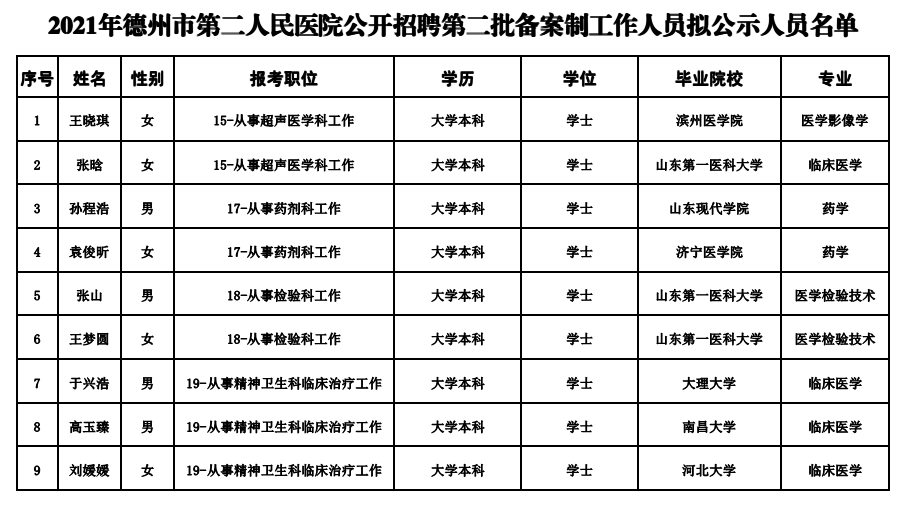 2021年德州市第二人民医院公开招聘第二批备案制工作人员拟公示人员名单
序号 姓名 性别 报考职位 学历 学位 毕业院校 专业
1 王晓琪 女 15-从事超声医学科工作 大学本科 学士 滨州医学院 医学影像学
2 张晗 女 15-从事超声医学科工作 大学本科 学士 山东第一医科大学 临床医学
3 孙程浩 男 17-从事药剂科工作 大学本科 学士 山东现代学院 药学
4 袁俊昕 女 17-从事药剂科工作 大学本科 学士 济宁医学院 药学
5 张山 男 18-从事检验科工作 大学本科 学士 山东第一医科大学 医学检验技术
6 王梦圆 女 18-从事检验科工作 大学本科 学士 山东第一医科大学 医学检验技术
7 于兴浩 男 19-从事精神卫生科临床治疗工作 大学本科 学士 大理大学 临床医学
8 高玉臻 男 19-从事精神卫生科临床治疗工作 大学本科 学士 南昌大学 临床医学
9 刘媛媛 女 19-从事精神卫生科临床治疗工作 大学本科 学士 河北大学 临床医学